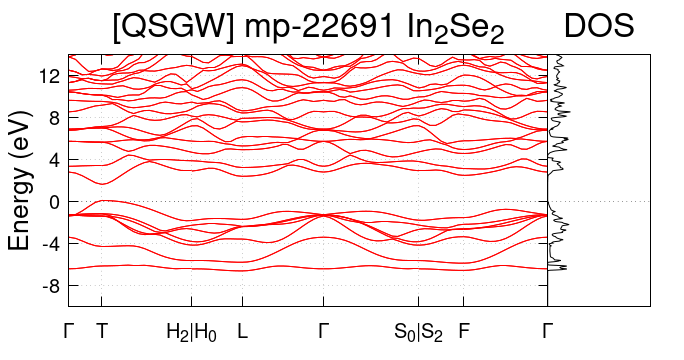 [QSGW] mp-22691 In₂Se₂ DOS
Energy (eV)
12
8
4
0
-4
-8
Γ T H₂|H₀ L Γ S₀|S₂ F Γ